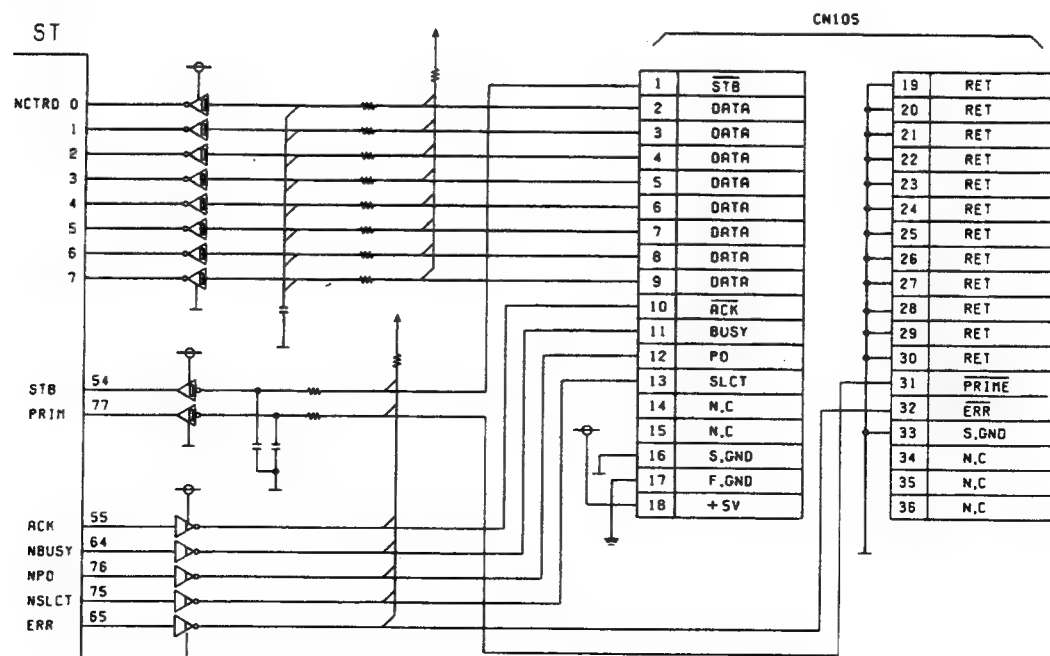 ST
NCTRD 0
1
2
3
4
5
6
7
STB 54
PRIM 77
ACK 55
NBUSY 64
NPO 76
NSLCT 75
ERR 65
CN105
1 STB
2 DATA
3 DATA
4 DATA
5 DATA
6 DATA
7 DATA
8 DATA
9 DATA
10 ACK
11 BUSY
12 PO
13 SLCT
14 N.C
15 N.C
16 S.GND
17 F.GND
18 +5V
19 RET
20 RET
21 RET
22 RET
23 RET
24 RET
25 RET
26 RET
27 RET
28 RET
29 RET
30 RET
31 PRIME
32 ERR
33 S.GND
34 N.C
35 N.C
36 N.C